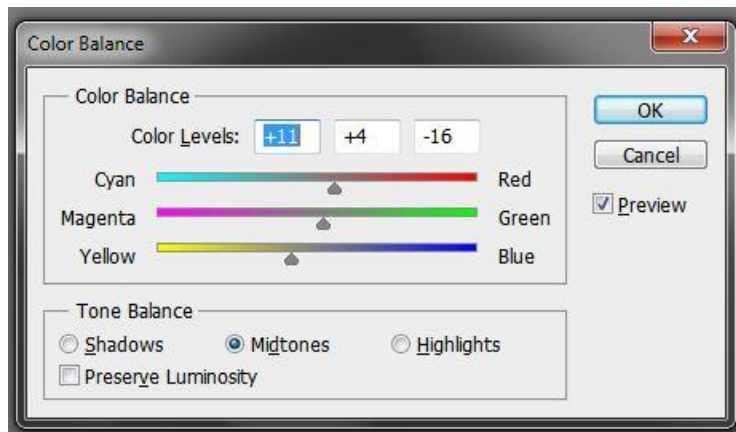 Color Balance
Color Balance
Color Levels: +11 +4 -16
Cyan Red
Magenta Green
Yellow Blue
OK
Cancel
Preview
Tone Balance
Shadows Midtones Highlights
Preserve Luminosity